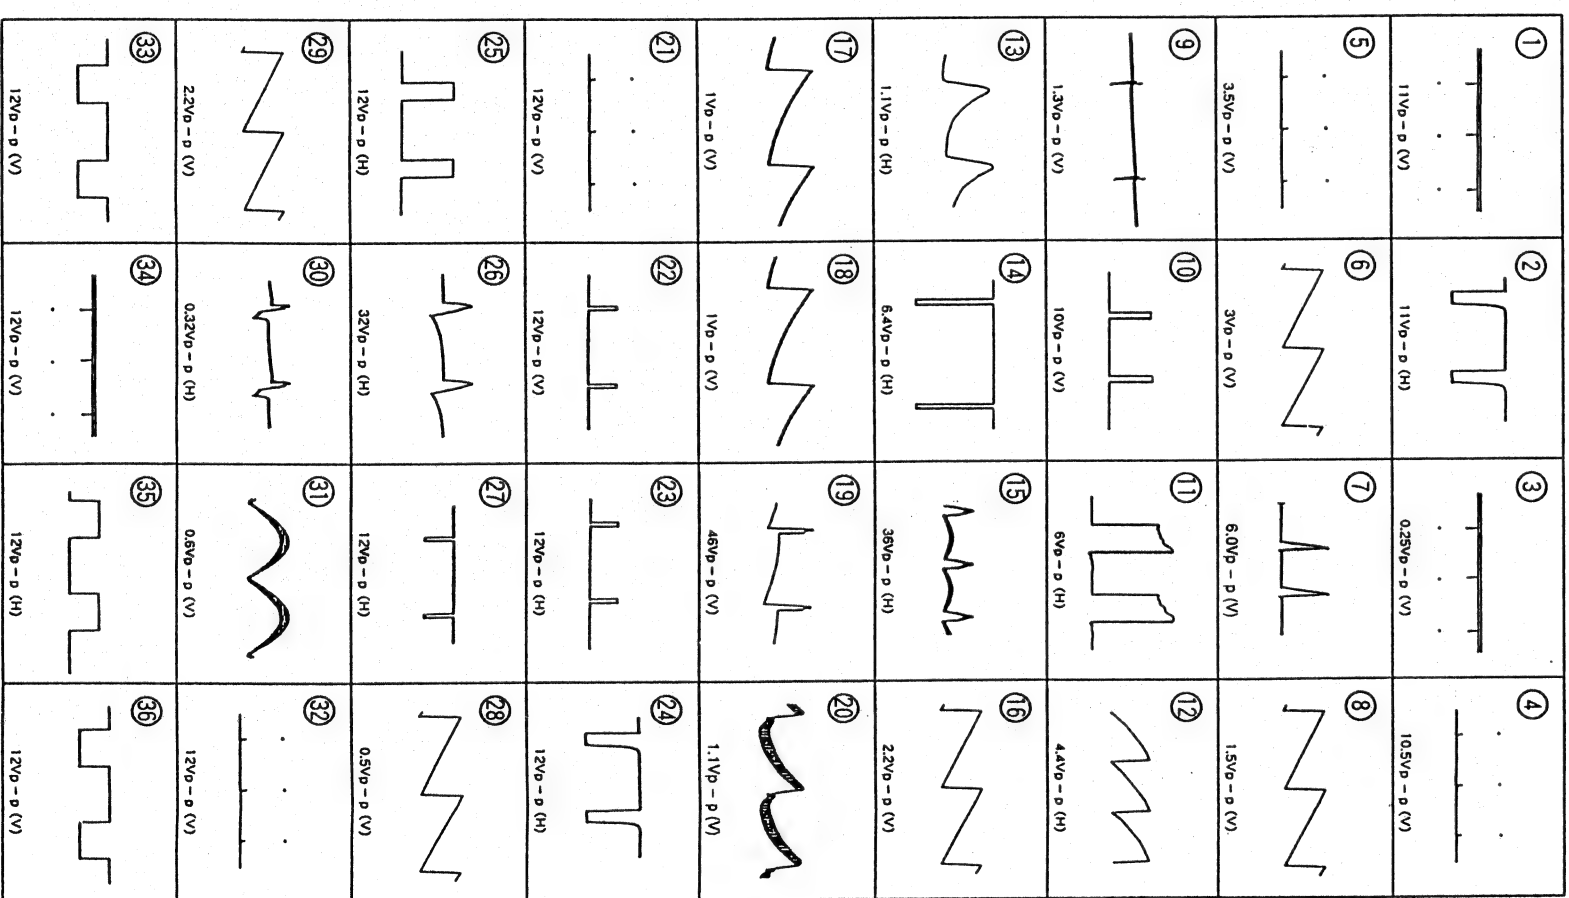 ①
11Vp-p (V)
②
11Vp-p (H)
③
0.25Vp-p (V)
④
10.5Vp-p (V)
⑤
3.5Vp-p (V)
⑥
3Vp-p (V)
⑦
6.0Vp-p (V)
⑧
1.5Vp-p (V).
⑨
1.3Vp-p (V)
⑩
10Vp-p (V)
⑪
6Vp-p (H)
⑫
4.4Vp-p (H)
⑬
1.1Vp-p (H)
⑭
6.4Vp-p (H)
⑮
36Vp-p (H)
⑯
2.2Vp-p (V)
⑰
1Vp-p (V)
⑱
1Vp-p (V)
⑲
46Vp-p (V)
⑳
1.1Vp-p (V)
㉑
12Vp-p (V)
㉒
12Vp-p (V)
㉓
12Vp-p (H)
㉔
12Vp-p (H)
㉕
12Vp-p (H)
㉖
32Vp-p (H)
㉗
12Vp-p (H)
㉘
0.5Vp-p (V)
㉙
2.2Vp-p (V)
㉚
0.32Vp-p (H)
㉛
0.6Vp-p (V)
㉜
12Vp-p (V)
㉝
12Vp-p (V)
㉞
12Vp-p (V)
㉟
12Vp-p (H)
㊱
12Vp-p (V)